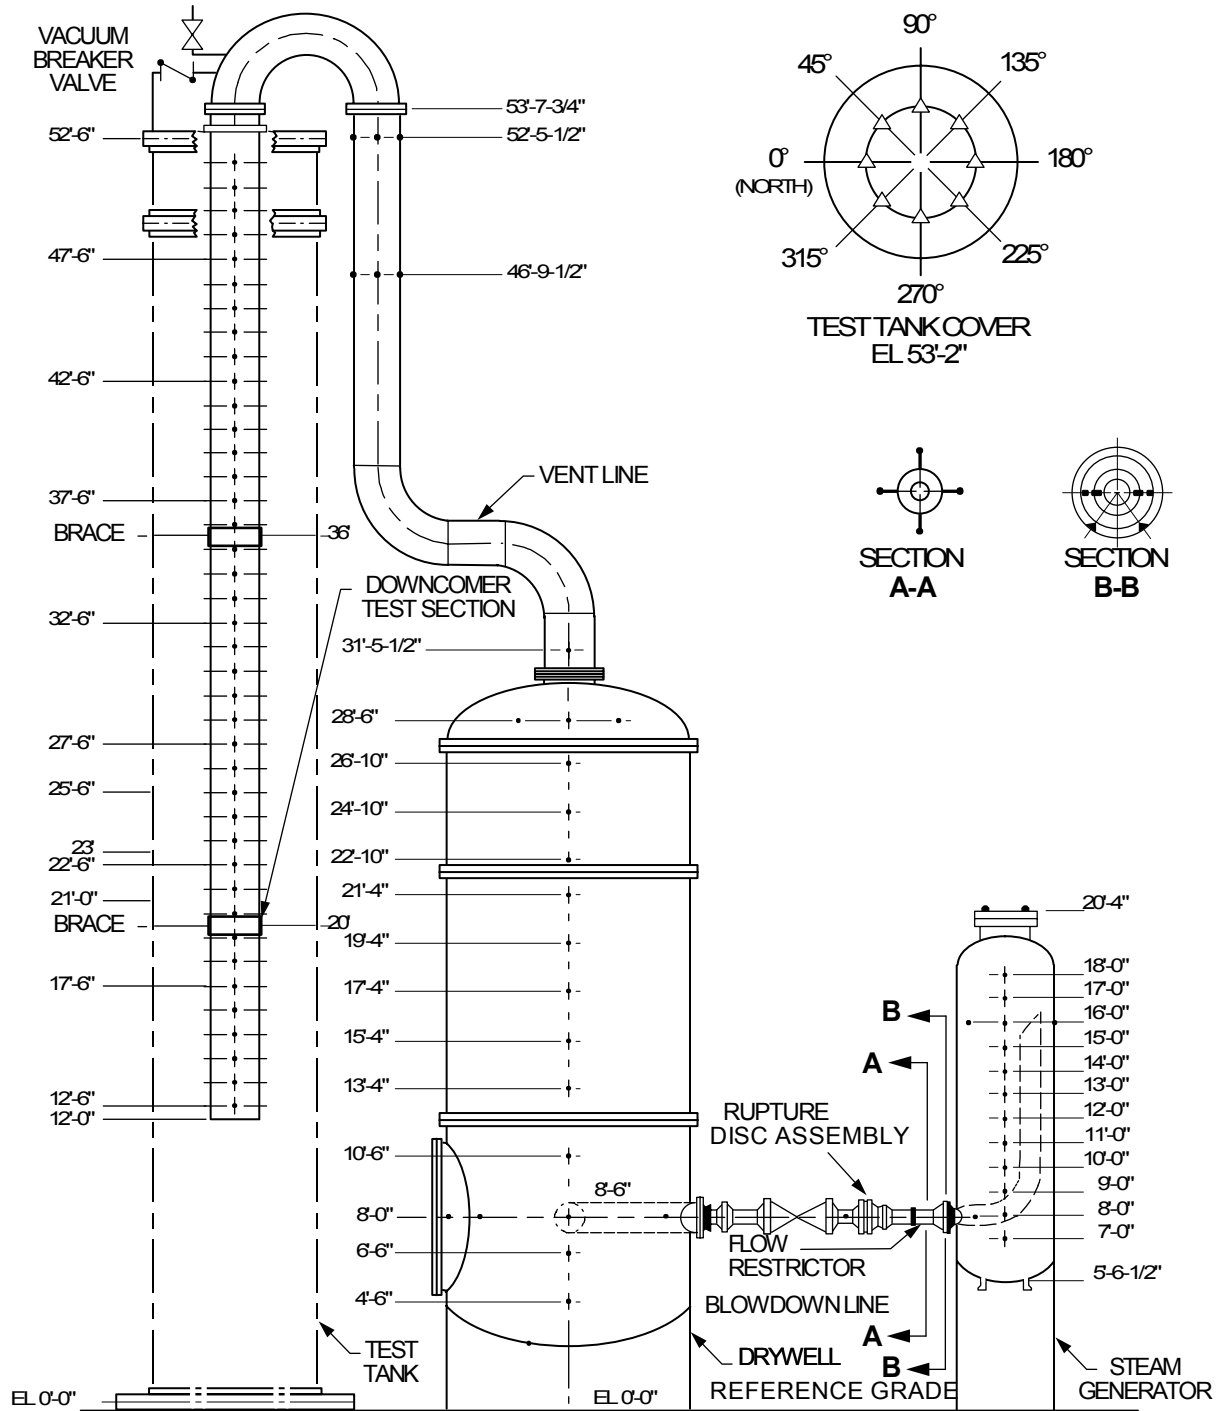 VACUUM
BREAKER
VALVE
52'-6"
47'-6"
42'-6"
37'-6"
BRACE
36'
32'-6"
27'-6"
25'-6"
23'
22'-6"
21'-0"
BRACE
20'
17'-6"
12'-6"
12'-0"
EL 0'-0"
DOWNCOMER
TEST SECTION
TEST
TANK
53'-7-3/4"
52'-5-1/2"
46'-9-1/2"
VENT LINE
31'-5-1/2"
28'-6"
26'-10"
24'-10"
22'-10"
21'-4"
19'-4"
17'-4"
15'-4"
13'-4"
10'-6"
8'-6"
8'-0"
6'-6"
4'-6"
EL 0'-0"
90°
45°
135°
0°
(NORTH)
180°
315°
225°
270°
TEST TANK COVER
EL 53'-2"
SECTION
A-A
SECTION
B-B
B
A
RUPTURE
DISC ASSEMBLY
FLOW
RESTRICTOR
BLOWDOWN LINE
A
B
DRYWELL
REFERENCE GRADE
20'-4"
18'-0"
17'-0"
16'-0"
15'-0"
14'-0"
13'-0"
12'-0"
11'-0"
10'-0"
9'-0"
8'-0"
7'-0"
5'-6-1/2"
STEAM
GENERATOR